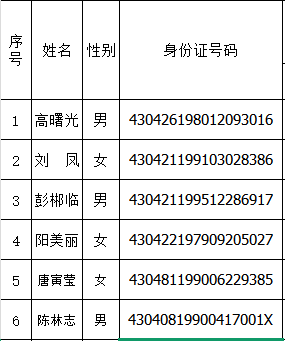 序号 姓名 性别 身份证号码
1 高曙光 男 430426198012093016
2 刘　凤 女 430421199103028386
3 彭郴临 男 430421199512286917
4 阳美丽 女 430422197909205027
5 唐寅莹 女 430481199006229385
6 陈林志 男 43040819900417001X